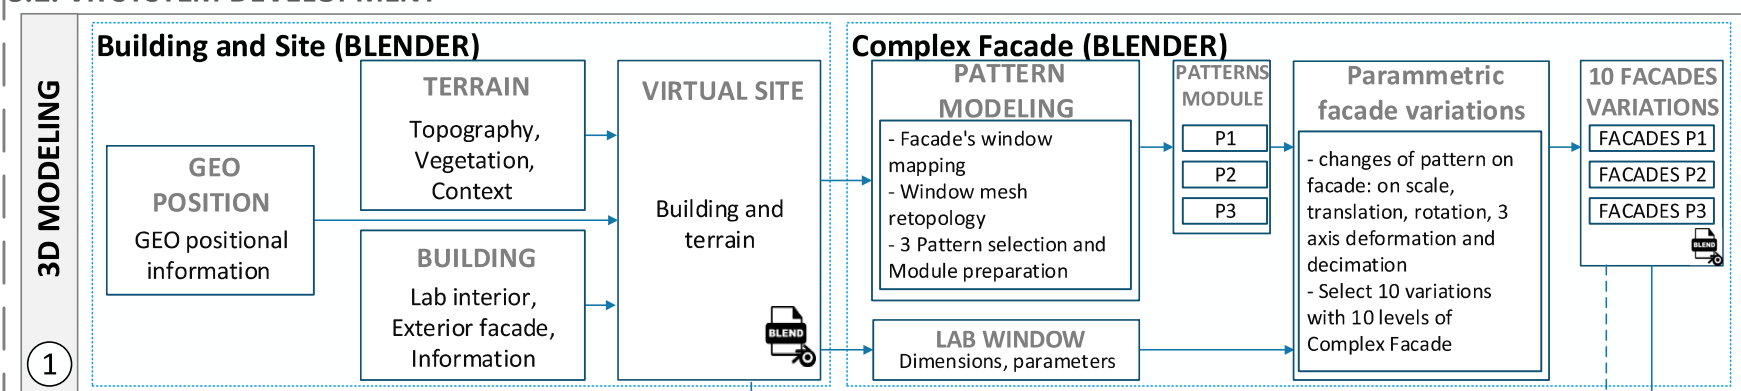 3D MODELING
1
Building and Site (BLENDER)
GEO
POSITION
GEO positional
information
TERRAIN
Topography,
Vegetation,
Context
BUILDING
Lab interior,
Exterior facade,
Information
VIRTUAL SITE
Building and
terrain
BLEND
Complex Facade (BLENDER)
PATTERN
MODELING
- Facade's window
mapping
- Window mesh
retopology
- 3 Pattern selection and
Module preparation
LAB WINDOW
Dimensions, parameters
PATTERNS
MODULE
P1
P2
P3
Parammetric
facade variations
- changes of pattern on
facade: on scale,
translation, rotation, 3
axis deformation and
decimation
- Select 10 variations
with 10 levels of
Complex Facade
10 FACADES
VARIATIONS
FACADES P1
FACADES P2
FACADES P3
BLEND